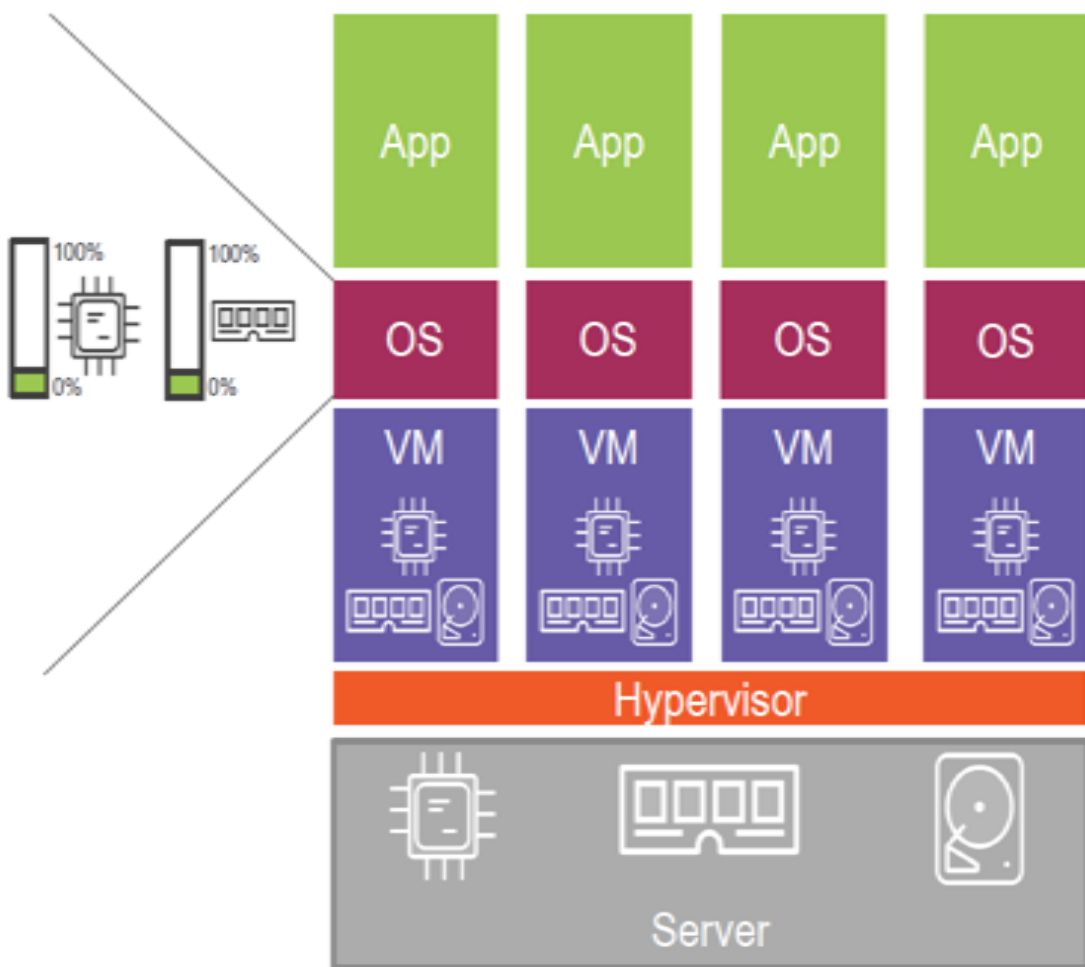 App App App App
100% 100%
OS OS OS OS
0% 0%
VM VM VM VM
Hypervisor
Server